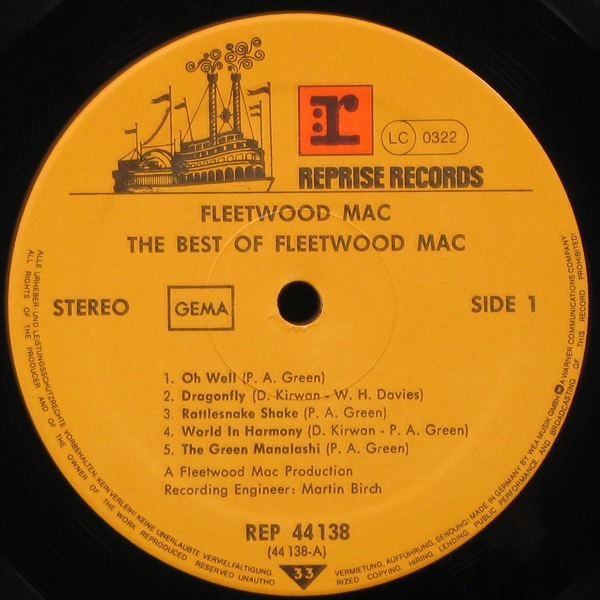 r
LC 0322
REPRISE RECORDS
FLEETWOOD MAC
THE BEST OF FLEETWOOD MAC
STEREO
GEMA
SIDE 1
1. Oh Well (P. A. Green)
2. Dragonfly (D. Kirwan - W. H. Davies)
3. Rattlesnake Shake (P. A. Green)
4. World In Harmony (D. Kirwan - P. A. Green)
5. The Green Manalashi (P. A. Green)
A Fleetwood Mac Production
Recording Engineer: Martin Birch
REP 44 138
(44 138-A)
33
ALLE URHEBER- UND LEISTUNGSSCHUTZRECHTE VORBEHALTEN. KEIN VERLEIH! KEINE UNERLAUBTE VERVIELFÄLTIGUNG, VERMIETUNG, AUFFÜHRUNG, SENDUNG! MADE IN GERMANY BY WEA MUSIK GMBH A WARNER COMMUNICATIONS COMPANY
ALL RIGHTS OF THE PRODUCER AND OF THE OWNER OF THE WORK REPRODUCED RESERVED UNAUTHORIZED COPYING, HIRING, LENDING, PUBLIC PERFORMANCE AND BROADCASTING OF THIS RECORD PROHIBITED!